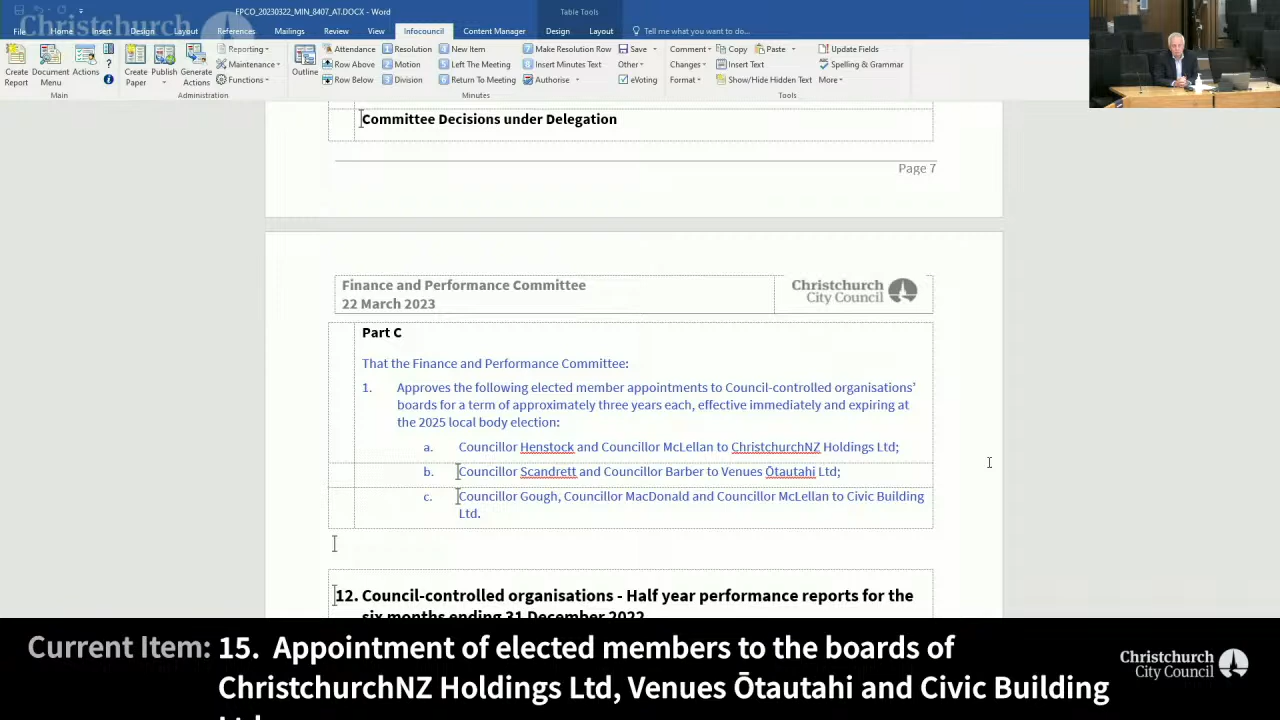 FPCO_20230322_MIN_8407_AT.DOCX - Word
Table Tools
Christchurch
File Home Insert Design Layout References Mailings Review View Infocouncil Content Manager Design Layout Tell me what you want to do?
Create Report
Document Menu
Actions
Main
Create Paper
Publish
Generate Actions
Reporting
Maintenance
Functions
Administration
Outline
Attendance Resolution New Item Make Resolution Row Save
Row Above Motion Left The Meeting Insert Minutes Text Other
Row Below Division Return To Meeting Authorise eVoting
Minutes
Comment Copy Paste Update Fields
Changes Insert Text Spelling & Grammar
Format Show/Hide Hidden Text More
Tools
Committee Decisions under Delegation
Page 7
Finance and Performance Committee
22 March 2023
Christchurch
City Council
Part C
That the Finance and Performance Committee:
1. Approves the following elected member appointments to Council-controlled organisations'
boards for a term of approximately three years each, effective immediately and expiring at
the 2025 local body election:
a. Councillor Henstock and Councillor McLellan to ChristchurchNZ Holdings Ltd;
b. Councillor Scandrett and Councillor Barber to Venues Ōtautahi Ltd;
c. Councillor Gough, Councillor MacDonald and Councillor McLellan to Civic Building
Ltd.
12. Council-controlled organisations - Half year performance reports for the
six months ending 31 December 2022
Current Item: 15. Appointment of elected members to the boards of
ChristchurchNZ Holdings Ltd, Venues Ōtautahi and Civic Building
Ltd
Christchurch
City Council